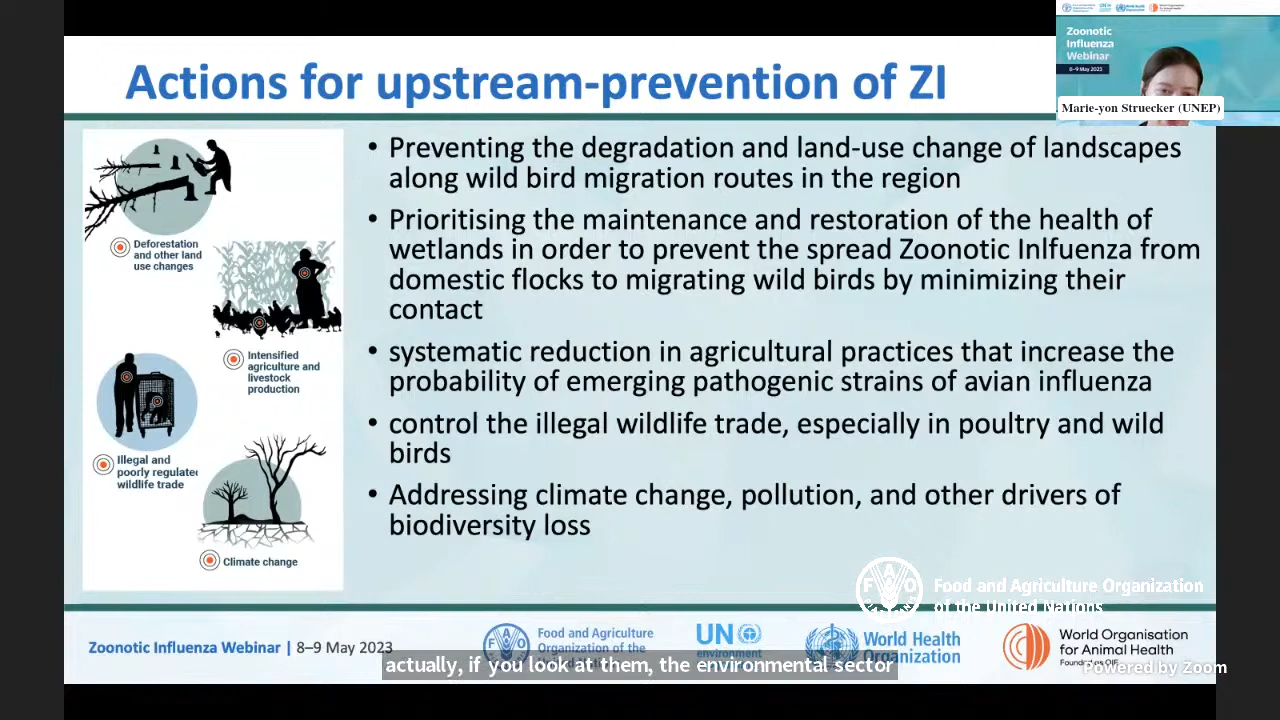 Actions for upstream-prevention of ZI
Zoonotic
Influenza
Webinar
8–9 May 2023
Marie-yon Struecker (UNEP)
Deforestation
and other land
use changes
Intensified
agriculture and
livestock
production
Illegal and
poorly regulate
wildlife trade
Climate change
• Preventing the degradation and land-use change of landscapes
along wild bird migration routes in the region
• Prioritising the maintenance and restoration of the health of
wetlands in order to prevent the spread Zoonotic Inlfuenza from
domestic flocks to migrating wild birds by minimizing their
contact
• systematic reduction in agricultural practices that increase the
probability of emerging pathogenic strains of avian influenza
• control the illegal wildlife trade, especially in poultry and wild
birds
• Addressing climate change, pollution, and other drivers of
biodiversity loss
Food and Agriculture Organization
of the United Nations
Zoonotic Influenza Webinar | 8–9 May 2023
Food and Agriculture
Organization of the
UN
environment
World Health
Organization
World Organisation
for Animal Health
Powered by Zoom
actually, if you look at them, the environmental sector